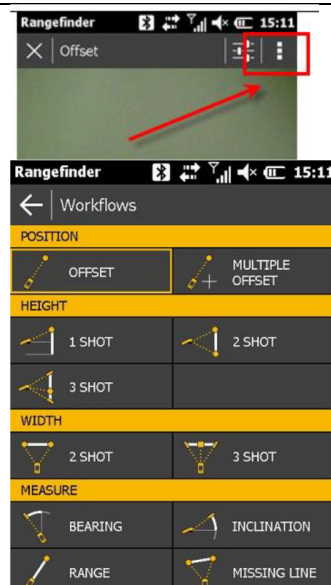 Rangefinder 15:11
Offset
Rangefinder 15:11
Workflows
POSITION
OFFSET MULTIPLE OFFSET
HEIGHT
1 SHOT 2 SHOT
3 SHOT
WIDTH
2 SHOT 3 SHOT
MEASURE
BEARING INCLINATION
RANGE MISSING LINE